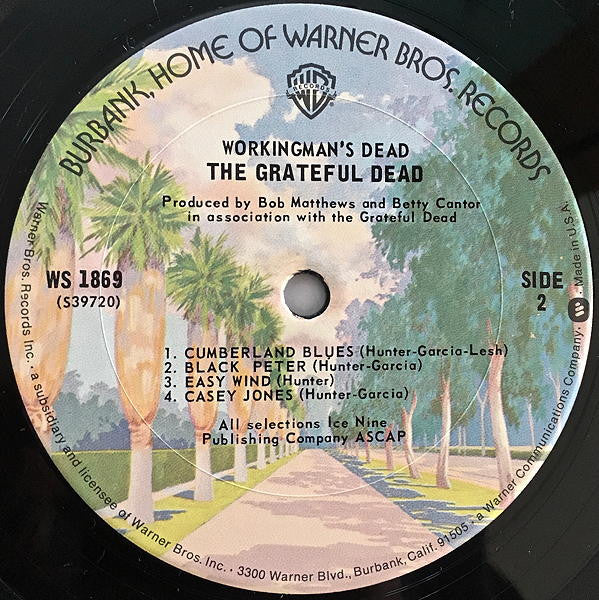 BURBANK, HOME OF WARNER BROS. RECORDS
WB
RECORDS
WORKINGMAN'S DEAD
THE GRATEFUL DEAD
Produced by Bob Matthews and Betty Cantor
in association with the Grateful Dead
WS 1869
(S39720)
SIDE
2
1. CUMBERLAND BLUES (Hunter-Garcia-Lesh)
2. BLACK PETER (Hunter-Garcia)
3. EASY WIND (Hunter)
4. CASEY JONES (Hunter-Garcia)
All selections Ice Nine
Publishing Company ASCAP
Warner Bros. Records Inc. · a subsidiary and licensee of Warner Bros. Inc. · 3300 Warner Blvd., Burbank, Calif. 91505 · a Warner Communications Company. · Made in U.S.A.